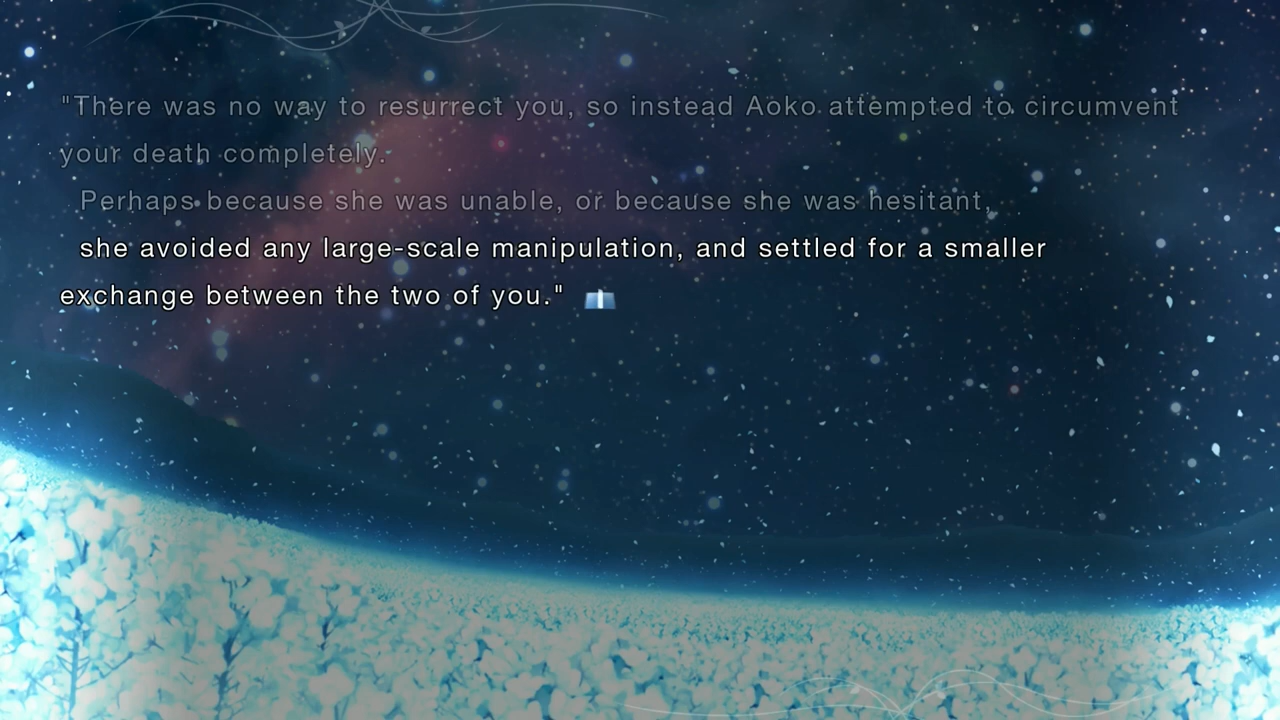 "There was no way to resurrect you, so instead Aoko attempted to circumvent
your death completely.
Perhaps because she was unable, or because she was hesitant,
she avoided any large-scale manipulation, and settled for a smaller
exchange between the two of you."